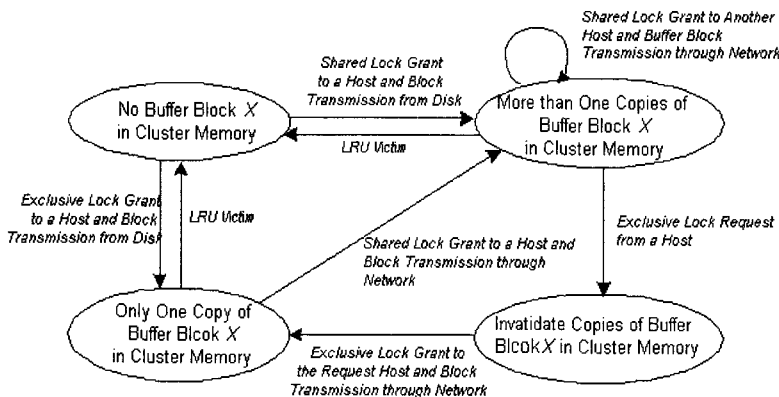 Shared Lock Grant to Another
Host and Buffer Block
Transmission through Network
Shared Lock Grant
to a Host and Block
Transmission from Disk
No Buffer Block X
in Cluster Memory
More than One Copies of
Buffer Block X
in Cluster Memory
LRU Victim
Exclusive Lock Grant
to a Host and Block
Transmission from Disk
LRU Victim
Exclusive Lock Request
from a Host
Shared Lock Grant to a Host and
Block Transmission through
Network
Only One Copy of
Buffer Blcok X
in Cluster Memory
Invatidate Copies of Buffer
Blcok X in Cluster Memory
Exclusive Lock Grant to
the Request Host and Block
Transmission through Network